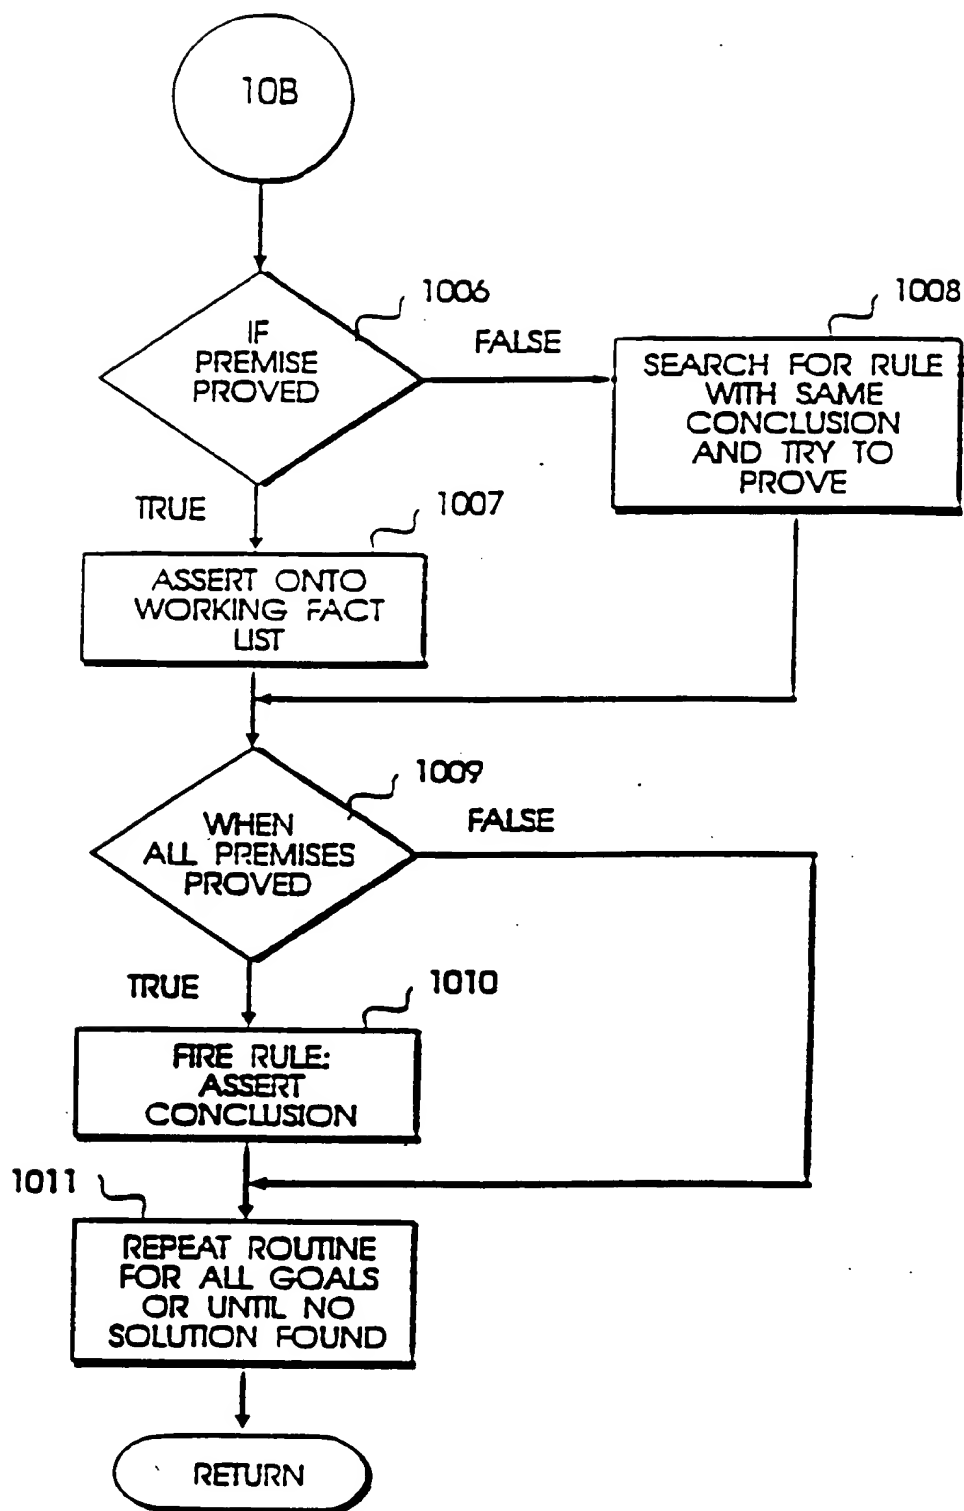 10B
1006
IF
PREMISE
PROVED
FALSE
1008
SEARCH FOR RULE
WITH SAME
CONCLUSION
AND TRY TO
PROVE
TRUE
1007
ASSERT ONTO
WORKING FACT
LIST
1009
WHEN
ALL PREMISES
PROVED
FALSE
TRUE
1010
FIRE RULE:
ASSERT
CONCLUSION
1011
REPEAT ROUTINE
FOR ALL GOALS
OR UNTIL NO
SOLUTION FOUND
RETURN